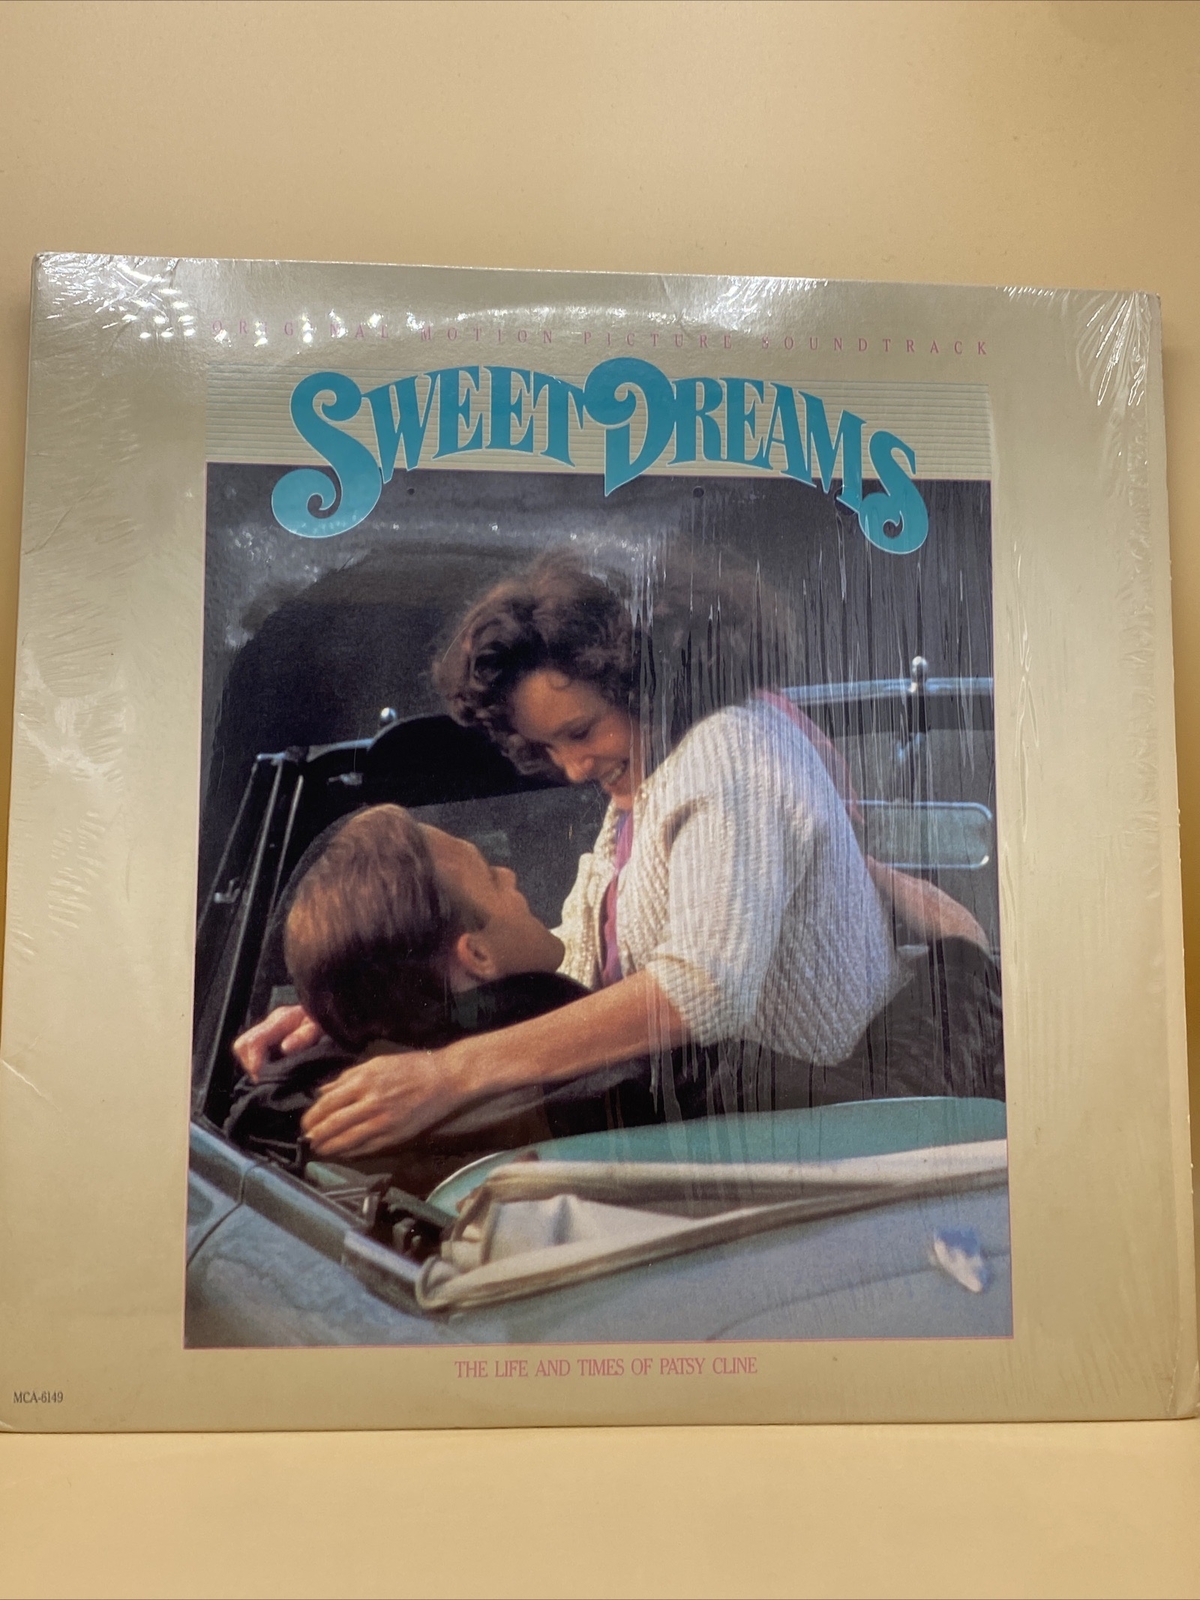 ORIGINAL MOTION PICTURE SOUNDTRACK
SWEET DREAMS
THE LIFE AND TIMES OF PATSY CLINE
MCA-6149